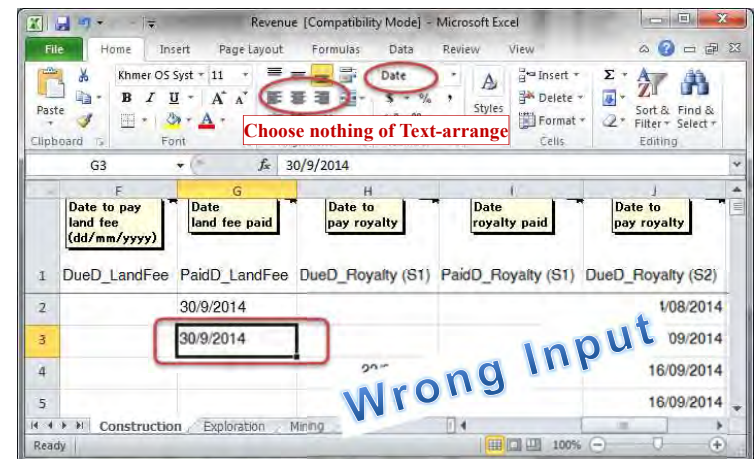 Revenue [Compatibility Mode] - Microsoft Excel
File Home Insert Page Layout Formulas Data Review View
Khmer OS Syst 11 Date Insert Σ
Paste B I U A A $ % , Styles Delete Sort & Find &
Format Filter Select
Choose nothing of Text-arrange
Clipboard Font Cells Editing
G3 fx 30/9/2014
F G H I J
Date to pay
land fee
(dd/mm/yyyy)
Date
land fee paid
Date to
pay royalty
Date
royalty paid
Date to
pay royalty
1 DueD_LandFee PaidD_LandFee DueD_Royalty (S1) PaidD_Royalty (S1) DueD_Royalty (S2)
2 30/9/2014 /08/2014
3 30/9/2014 09/2014
4 16/09/2014
5 16/09/2014
Wrong Input
Construction Exploration Mining
Ready 100%